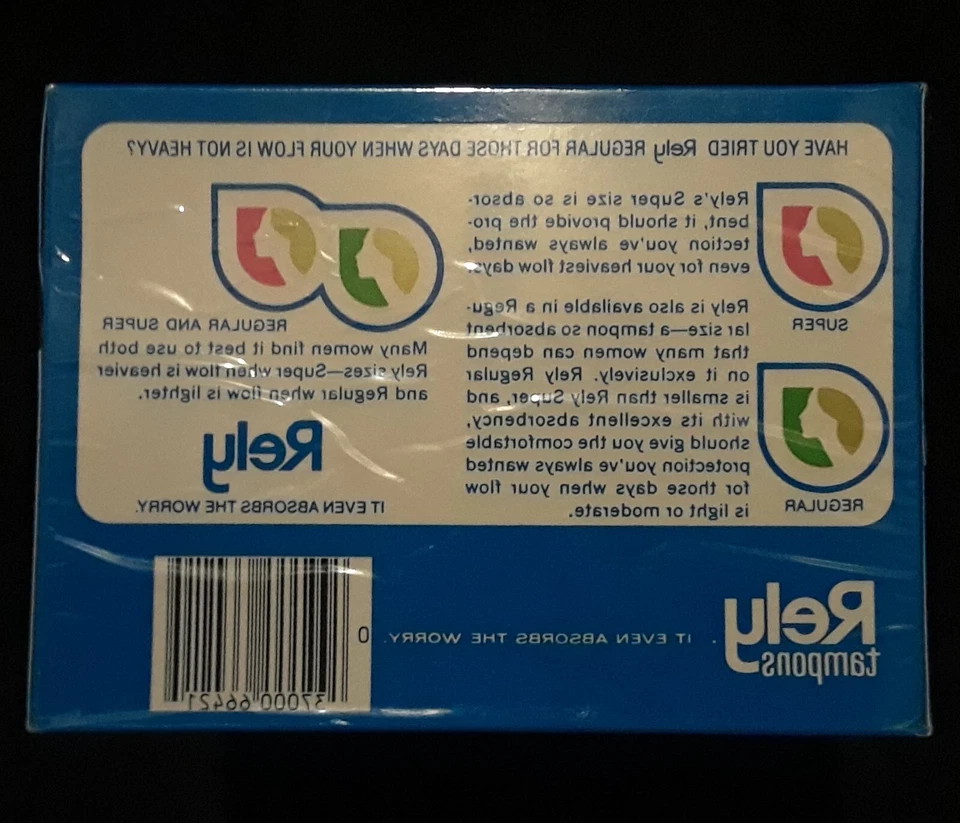 HAVE YOU TRIED Rely REGULAR FOR THOSE DAYS WHEN YOUR FLOW IS NOT HEAVY?
SUPER
Rely's Super size is so absor-
bent, it should provide the pro-
tection you've always wanted,
even for your heaviest flow days.
Rely is also available in a Regu-
lar size—a tampon so absorbent
that many women can depend
on it exclusively. Rely Regular
is smaller than Rely Super, and
with its excellent absorbency,
should give you the comfortable
protection you've always wanted
for those days when your flow
is light or moderate.
REGULAR
REGULAR AND SUPER
Many women find it best to use both
Rely sizes—Super when flow is heavier
and Regular when flow is lighter.
Rely
IT EVEN ABSORBS THE WORRY.
Rely
tampons
. IT EVEN ABSORBS THE WORRY.
0
37000 66421